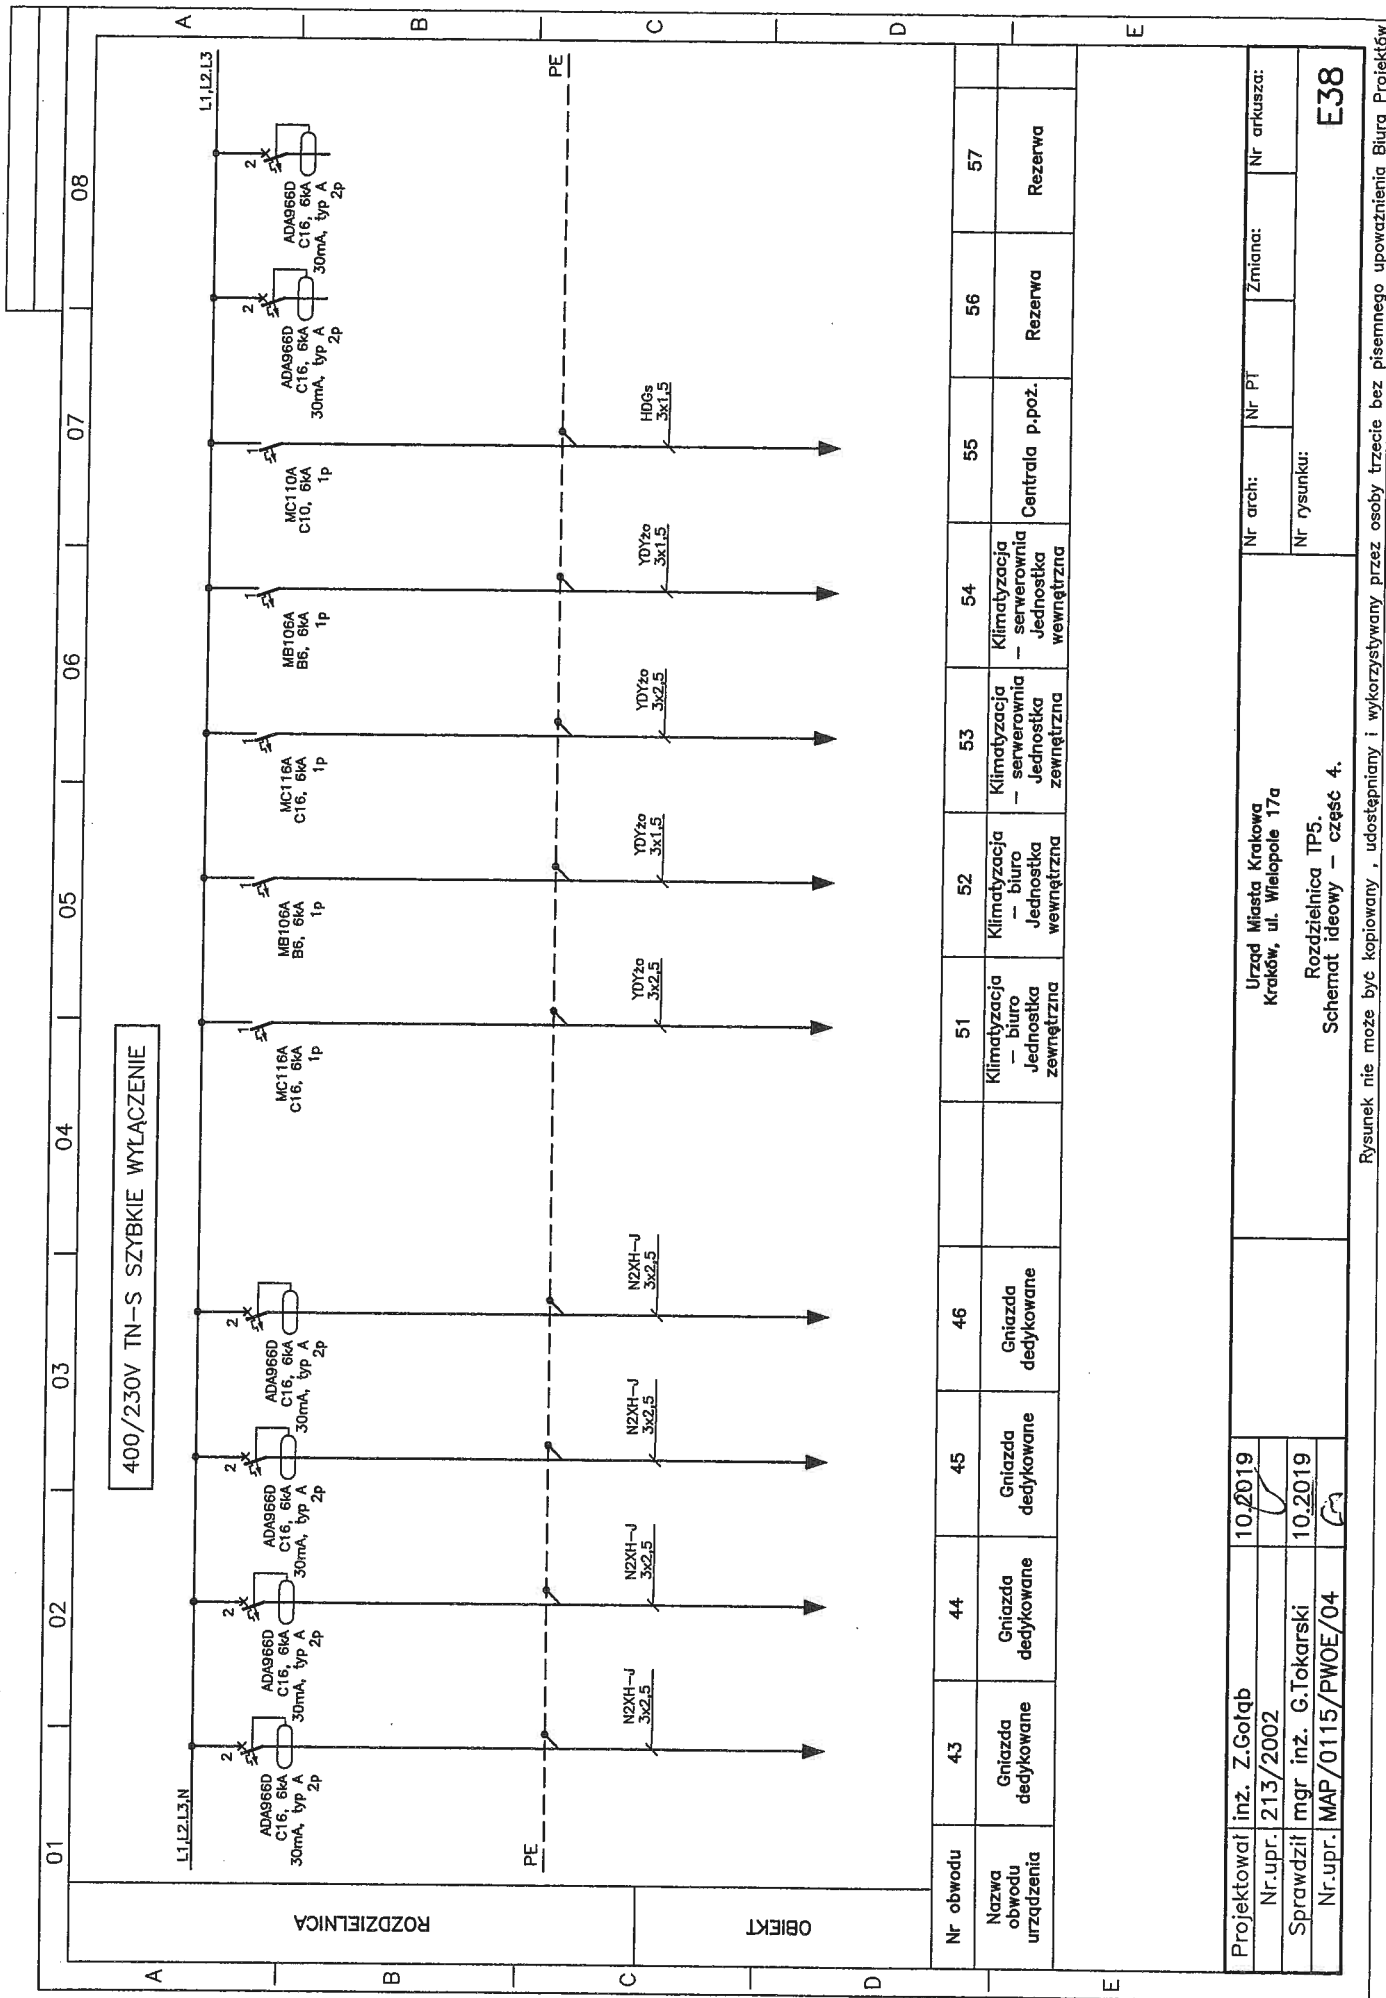 01
02
03
04
05
06
07
08
A
B
C
D
E
A
B
C
D
E
ROZDZIELNICA
OBIEKT
400/230V TN-S SZYBKIE WYŁĄCZENIE
L1,L2,L3,N
L1,L2,L3
PE
PE
2
ADA966D
C16, 6kA
30mA, typ A
2p
N2XH-J
3x2,5
2
ADA966D
C16, 6kA
30mA, typ A
2p
N2XH-J
3x2,5
2
ADA966D
C16, 6kA
30mA, typ A
2p
N2XH-J
3x2,5
2
ADA966D
C16, 6kA
30mA, typ A
2p
N2XH-J
3x2,5
1
MC116A
C16, 6kA
1p
YDYżo
3x2,5
1
MB106A
B6, 6kA
1p
YDYżo
3x1,5
1
MC116A
C16, 6kA
1p
YDYżo
3x2,5
1
MB106A
B6, 6kA
1p
YDYżo
3x1,5
1
MC110A
C10, 6kA
1p
HDGs
3x1,5
2
ADA966D
C16, 6kA
30mA, typ A
2p
2
ADA966D
C16, 6kA
30mA, typ A
2p
Nr obwodu
43
44
45
46
51
52
53
54
55
56
57
Nazwa
obwodu
urządzenia
Gniazda
dedykowane
Gniazda
dedykowane
Gniazda
dedykowane
Gniazda
dedykowane
Klimatyzacja
– biuro
Jednostka
zewnętrzna
Klimatyzacja
– biuro
Jednostka
wewnętrzna
Klimatyzacja
– serwerownia
Jednostka
zewnętrzna
Klimatyzacja
– serwerownia
Jednostka
wewnętrzna
Centrala p.poż.
Rezerwa
Rezerwa
Projektował inż. Z.Gołąb 10.2019
Nr.upr. 213/2002
Sprawdził mgr inż. G.Tokarski 10.2019
Nr.upr. MAP/0115/PWOE/04
Urząd Miasta Krakowa
Kraków, ul. Wielopole 17a
Rozdzielnica TP5.
Schemat ideowy – część 4.
Nr arch:
Nr PT
Zmiana:
Nr arkusza:
Nr rysunku:
E38
Rysunek nie może być kopiowany , udostępniany i wykorzystywany przez osoby trzecie bez pisemnego upoważnienia Biura Projektów